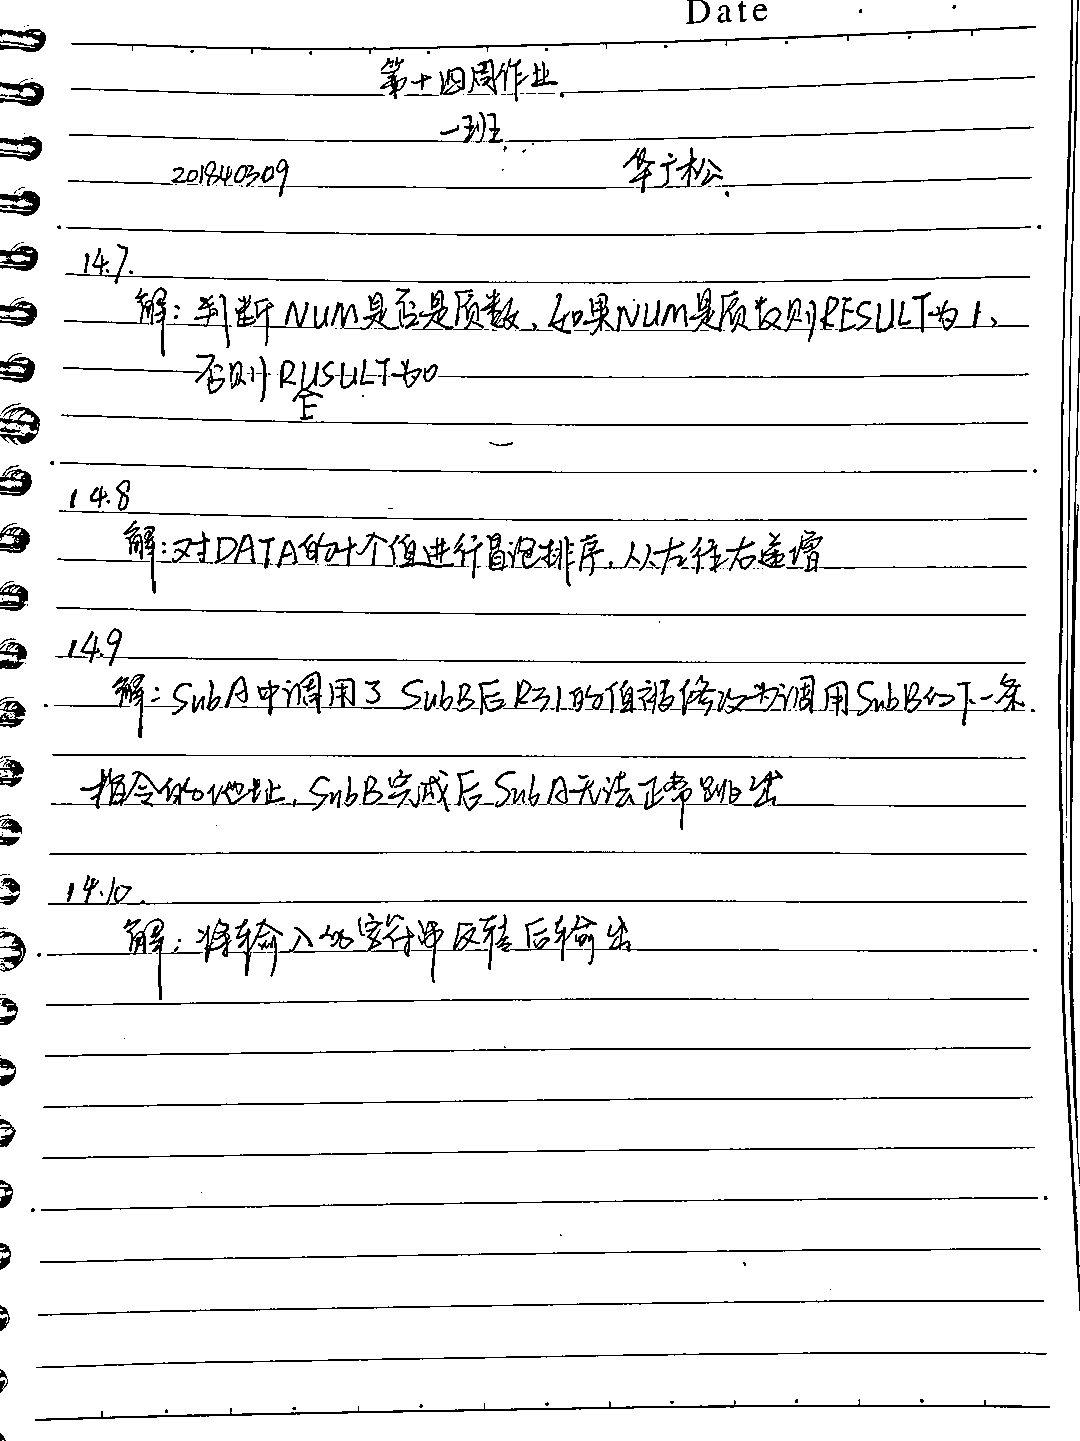 Date
第十四周作业.
一班
201840309 华广松.
14.7.
解：判断NUM是否是质数，如果NUM是质数则RESULT为1、
否则RUSULT为0
E
14.8
解：对DATA的 个值进行冒泡排序，从左往右递增
14.9
解：SubA中调用了SubB后R31的值被修改为调用SubB的下一条
指令的地址，SubB完成后SubA无法正常跳出
14.10.
解：将输入的字符串反转后输出